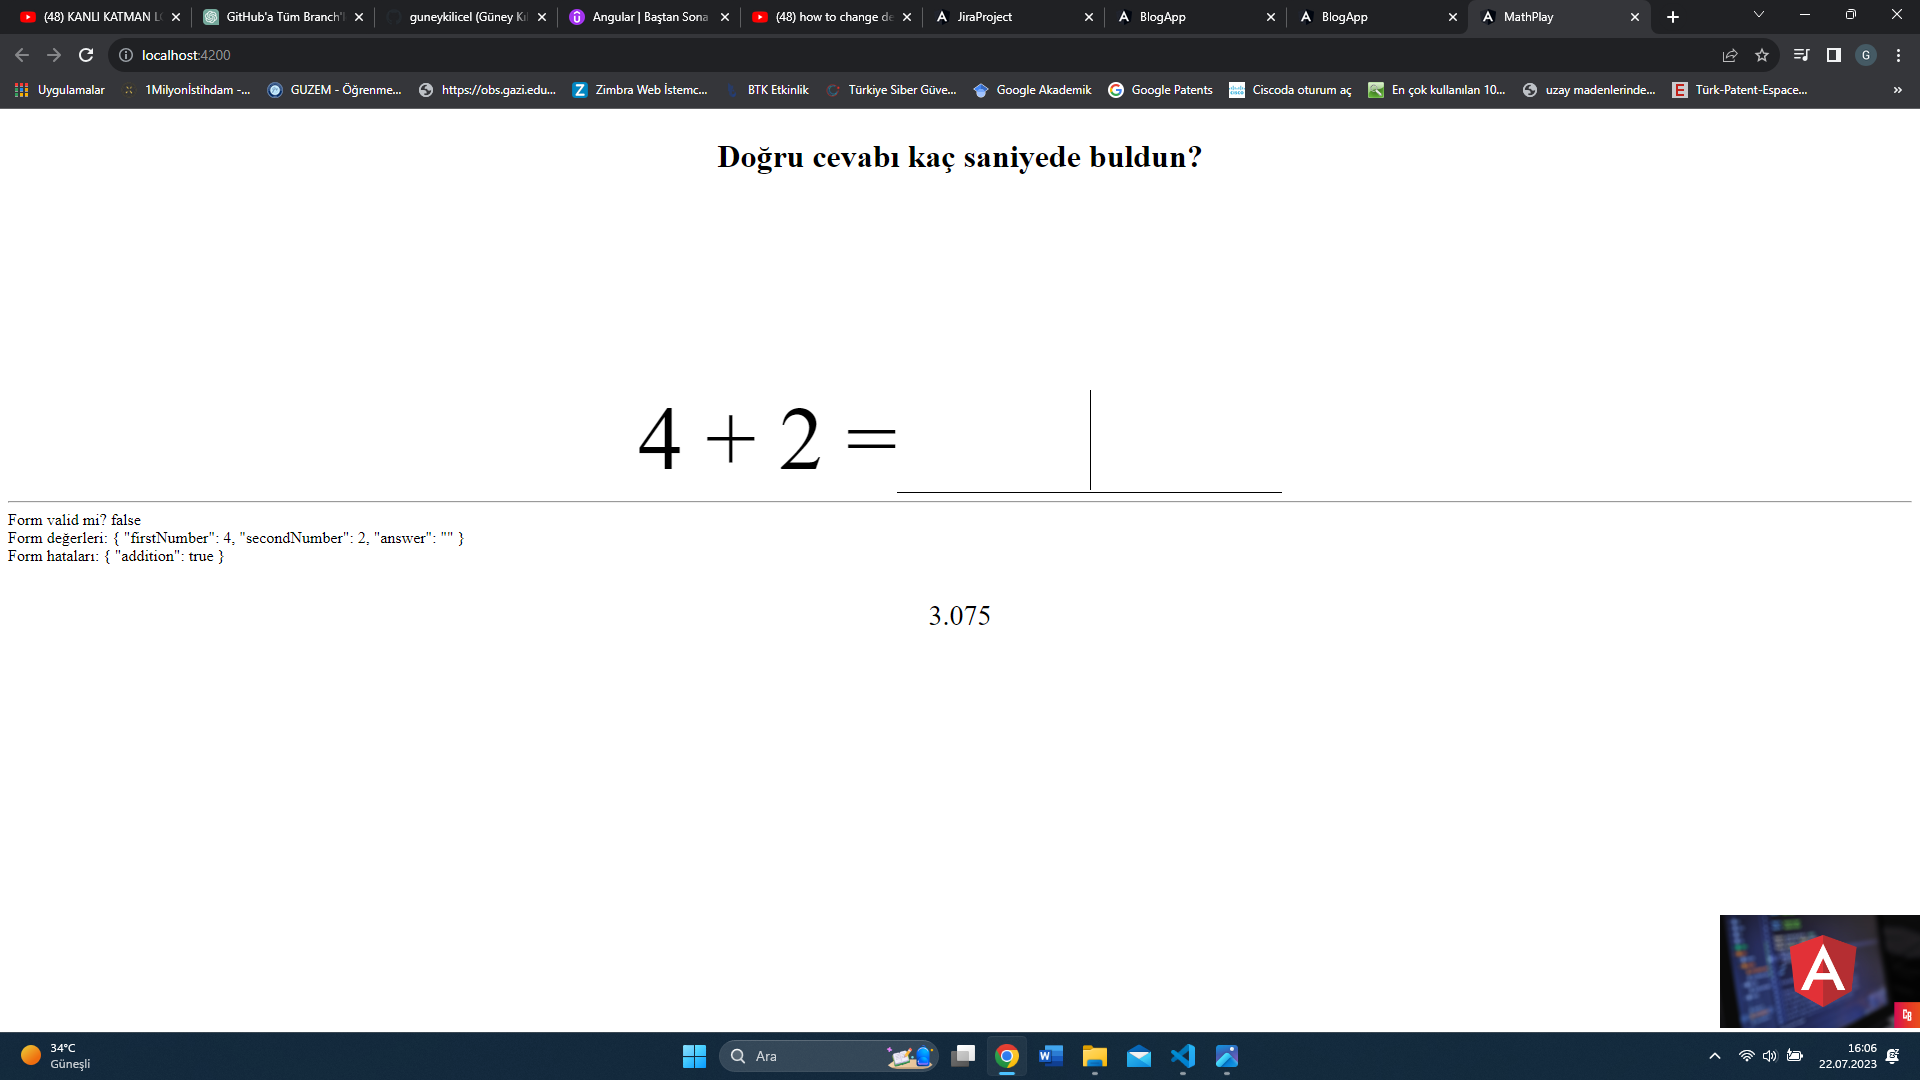 (48) KANLI KATMAN L
GitHub'a Tüm Branch'l
guneykilicel (Güney Kı
Angular | Baştan Sona
(48) how to change de
JiraProject
BlogApp
BlogApp
MathPlay
localhost:4200
G
Uygulamalar
1Milyonİstihdam -...
GUZEM - Öğrenme...
https://obs.gazi.edu...
Zimbra Web İstemc...
BTK Etkinlik
Türkiye Siber Güve...
Google Akademik
Google Patents
Ciscoda oturum aç
En çok kullanılan 10...
uzay madenlerinde...
Türk-Patent-Espace...
Doğru cevabı kaç saniyede buldun?
4 + 2 =
Form valid mi? false
Form değerleri: { "firstNumber": 4, "secondNumber": 2, "answer": "" }
Form hataları: { "addition": true }
3.075
34°C
Güneşli
Ara
16:06
22.07.2023